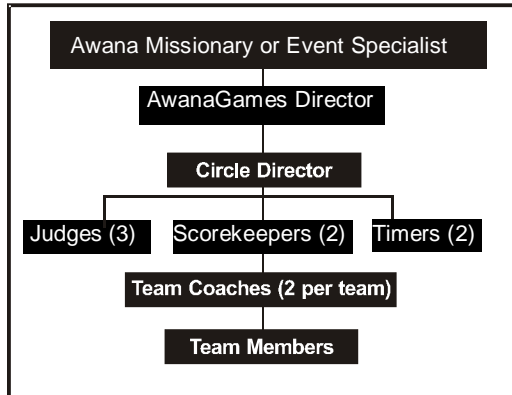 Awana Missionary or Event Specialist
AwanaGames Director
Circle Director
Judges (3) Scorekeepers (2) Timers (2)
Team Coaches (2 per team)
Team Members